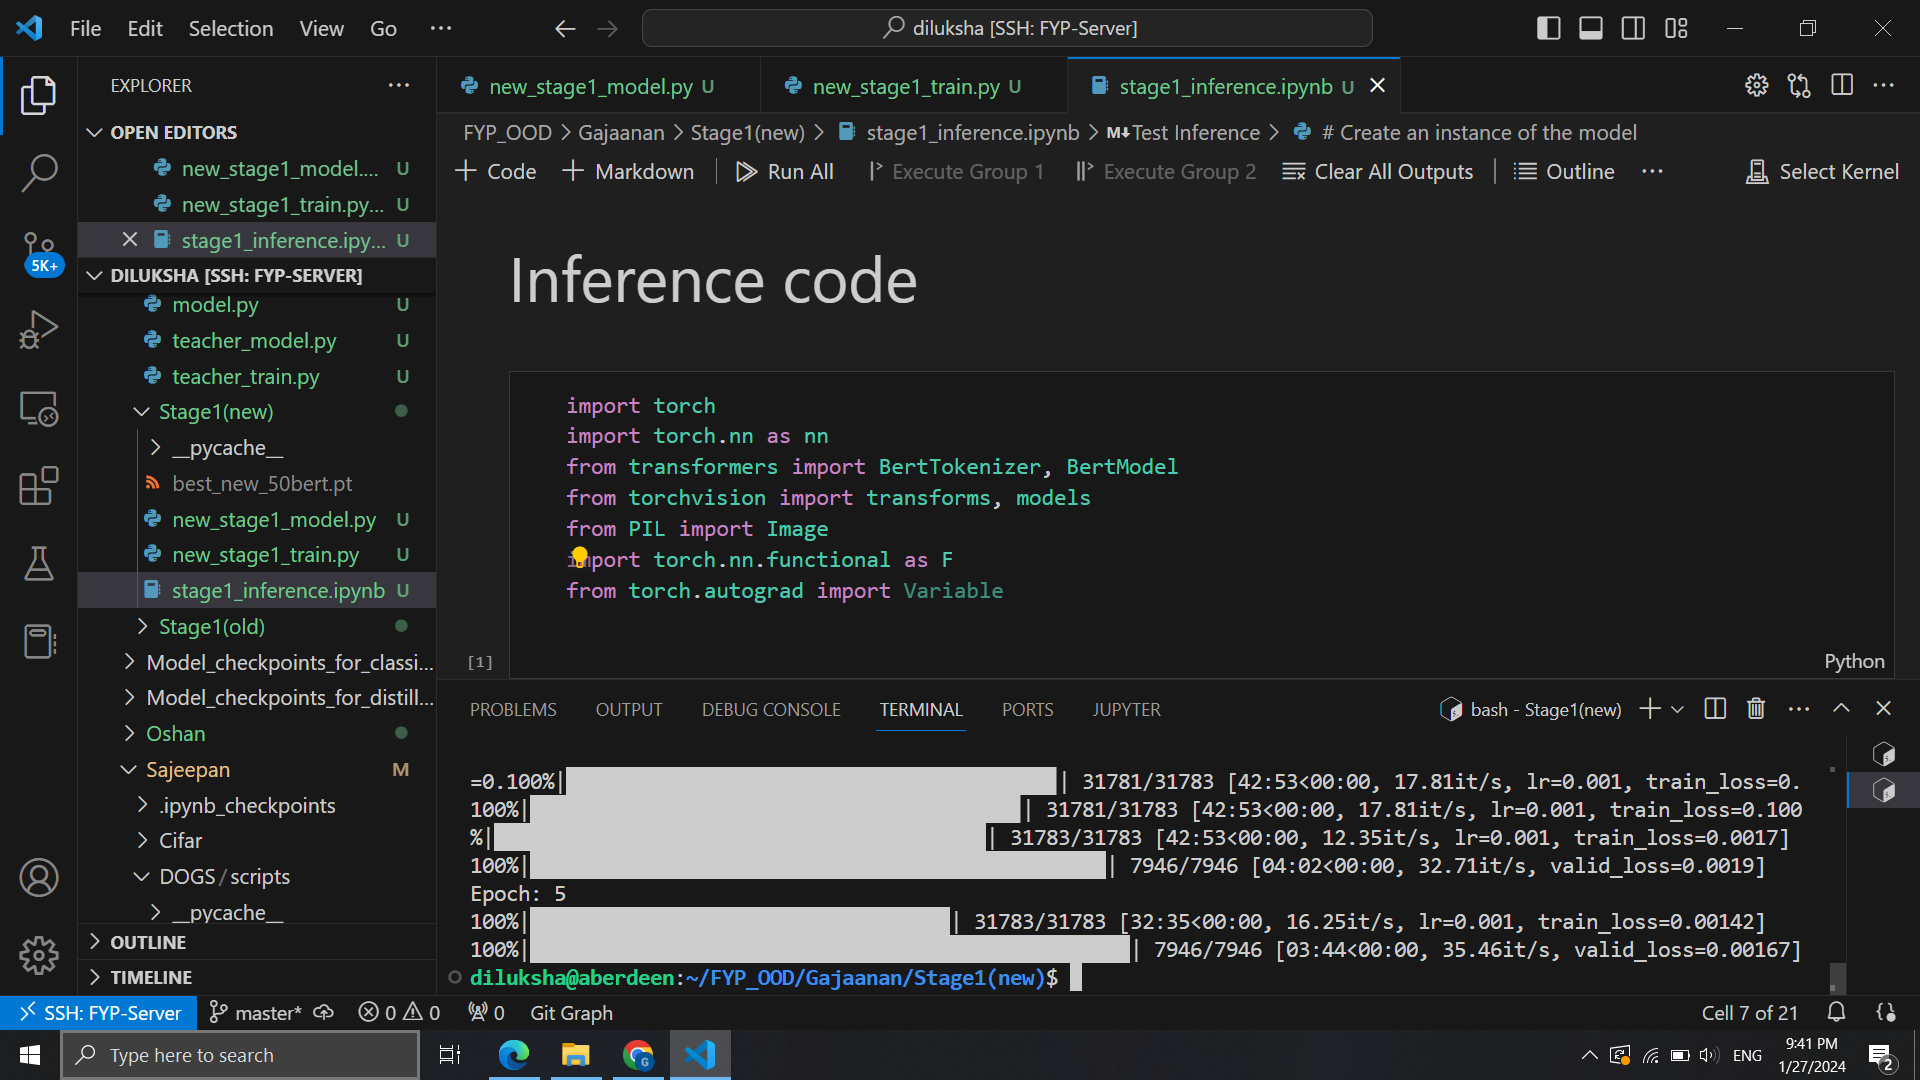 File Edit Selection View Go ···
diluksha [SSH: FYP-Server]
EXPLORER
OPEN EDITORS
new_stage1_model.... U
new_stage1_train.py... U
stage1_inference.ipy... U
DILUKSHA [SSH: FYP-SERVER]
model.py U
teacher_model.py U
teacher_train.py U
Stage1(new)
__pycache__
best_new_50bert.pt
new_stage1_model.py U
new_stage1_train.py U
stage1_inference.ipynb U
Stage1(old)
Model_checkpoints_for_classi...
Model_checkpoints_for_distill...
Oshan
Sajeepan M
.ipynb_checkpoints
Cifar
DOGS/scripts
__pycache__
OUTLINE
TIMELINE
5K+
new_stage1_model.py U
new_stage1_train.py U
stage1_inference.ipynb U
FYP_OOD > Gajaanan > Stage1(new) > stage1_inference.ipynb > M↓Test Inference > # Create an instance of the model
+ Code + Markdown Run All Execute Group 1 Execute Group 2 Clear All Outputs Outline ··· Select Kernel
Inference code
import torch
import torch.nn as nn
from transformers import BertTokenizer, BertModel
from torchvision import transforms, models
from PIL import Image
import torch.nn.functional as F
from torch.autograd import Variable
[1]
Python
PROBLEMS OUTPUT DEBUG CONSOLE TERMINAL PORTS JUPYTER
bash - Stage1(new)
=0.100%| | 31781/31783 [42:53<00:00, 17.81it/s, lr=0.001, train_loss=0.
100%| | 31781/31783 [42:53<00:00, 17.81it/s, lr=0.001, train_loss=0.100
%| | 31783/31783 [42:53<00:00, 12.35it/s, lr=0.001, train_loss=0.0017]
100%| | 7946/7946 [04:02<00:00, 32.71it/s, valid_loss=0.0019]
Epoch: 5
100%| | 31783/31783 [32:35<00:00, 16.25it/s, lr=0.001, train_loss=0.00142]
100%| | 7946/7946 [03:44<00:00, 35.46it/s, valid_loss=0.00167]
diluksha@aberdeen:~/FYP_OOD/Gajaanan/Stage1(new)$
SSH: FYP-Server master* 0 0 0 Git Graph
Cell 7 of 21
Type here to search
ENG
9:41 PM
1/27/2024
2